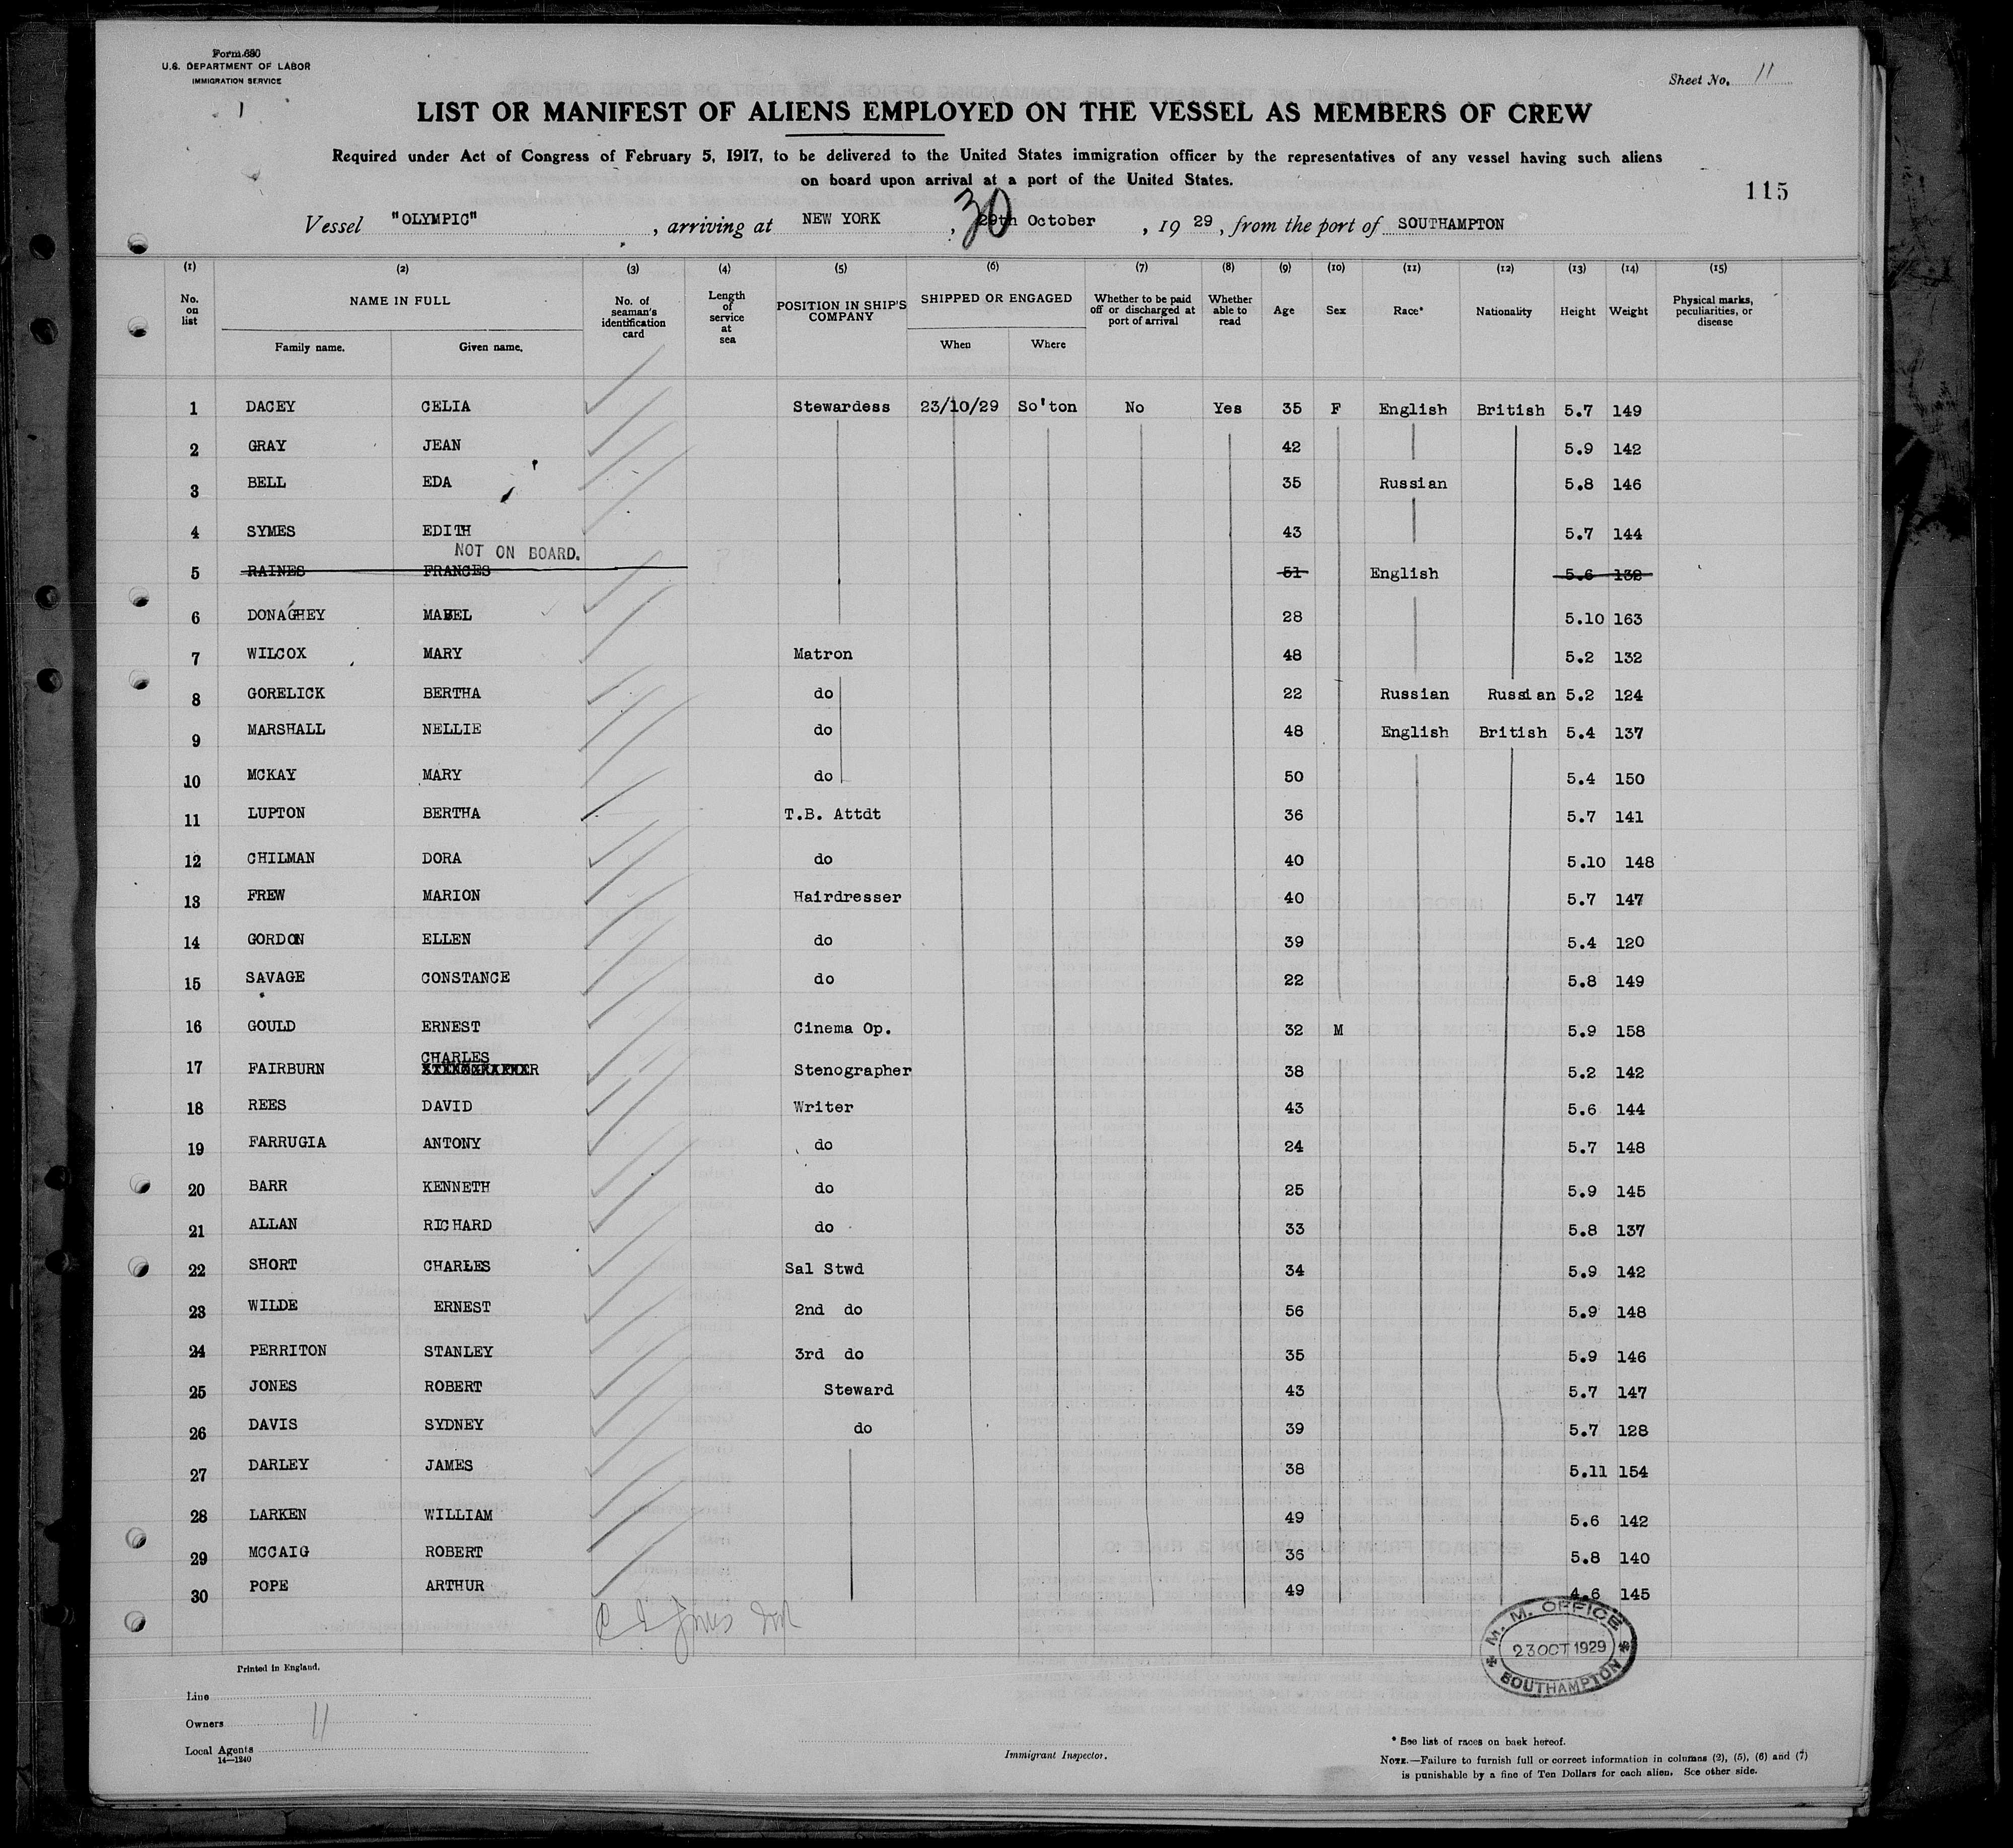 Form 680
U.S. DEPARTMENT OF LABOR
IMMIGRATION SERVICE
Sheet No. 11
LIST OR MANIFEST OF ALIENS EMPLOYED ON THE VESSEL AS MEMBERS OF CREW
Required under Act of Congress of February 5, 1917, to be delivered to the United States immigration officer by the representatives of any vessel having such aliens
on board upon arrival at a port of the United States.
115
Vessel "OLYMPIC", arriving at NEW YORK, 30 29th October, 1929, from the port of SOUTHAMPTON
(1) (2) (3) (4) (5) (6) (7) (8) (9) (10) (11) (12) (13) (14) (15)
No. on list NAME IN FULL Family name. Given name. No. of seaman's identification card Length of service at sea POSITION IN SHIP'S COMPANY SHIPPED OR ENGAGED When Where Whether to be paid off or discharged at port of arrival Whether able to read Age Sex Race* Nationality Height Weight Physical marks, peculiarities, or disease
1 DACEY CELIA Stewardess 23/10/29 So'ton No Yes 35 F English British 5.7 149
2 GRAY JEAN 42 5.9 142
3 BELL EDA 35 Russian 5.8 146
4 SYMES EDITH 43 5.7 144
NOT ON BOARD.
5 RAINES FRANCES 51 English 5.6 132
6 DONAGHEY MABEL 28 5.10 163
7 WILCOX MARY Matron 48 5.2 132
8 GORELICK BERTHA do 22 Russian Russian 5.2 124
9 MARSHALL NELLIE do 48 English British 5.4 137
10 MCKAY MARY do 50 5.4 150
11 LUPTON BERTHA T.B. Attdt 36 5.7 141
12 CHILMAN DORA do 40 5.10 148
13 FREW MARION Hairdresser 40 5.7 147
14 GORDON ELLEN do 39 5.4 120
15 SAVAGE CONSTANCE do 22 5.8 149
16 GOULD ERNEST Cinema Op. 32 M 5.9 158
17 FAIRBURN CHARLES Stenographer 38 5.2 142
18 REES DAVID Writer 43 5.6 144
19 FARRUGIA ANTONY do 24 5.7 148
20 BARR KENNETH do 25 5.9 145
21 ALLAN RICHARD do 33 5.8 137
22 SHORT CHARLES Sal Stwd 34 5.9 142
23 WILDE ERNEST 2nd do 56 5.9 148
24 PERRITON STANLEY 3rd do 35 5.9 146
25 JONES ROBERT Steward 43 5.7 147
26 DAVIS SYDNEY do 39 5.7 128
27 DARLEY JAMES 38 5.11 154
28 LARKEN WILLIAM 49 5.6 142
29 MCCAIG ROBERT 36 5.8 140
30 POPE ARTHUR 49 4.6 145
M. M. OFFICE
23 OCT 1929
SOUTHAMPTON
Printed in England.
Line
Owners 11
Local Agents
14—1240
Immigrant Inspector.
* See list of races on back hereof.
NOTE.—Failure to furnish full or correct information in columns (2), (5), (6) and (7)
is punishable by a fine of Ten Dollars for each alien. See other side.